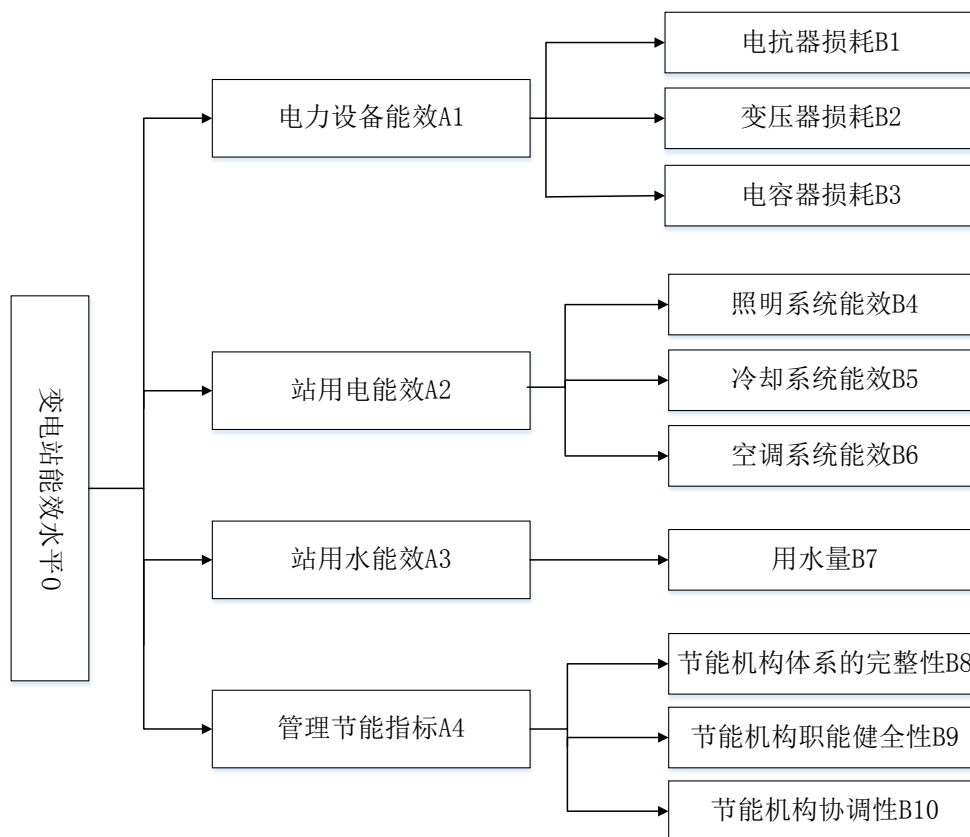 变电站能效水平O
电力设备能效A1
电抗器损耗B1
变压器损耗B2
电容器损耗B3
站用电能效A2
照明系统能效B4
冷却系统能效B5
空调系统能效B6
站用水能效A3
用水量B7
管理节能指标A4
节能机构体系的完整性B8
节能机构职能健全性B9
节能机构协调性B10